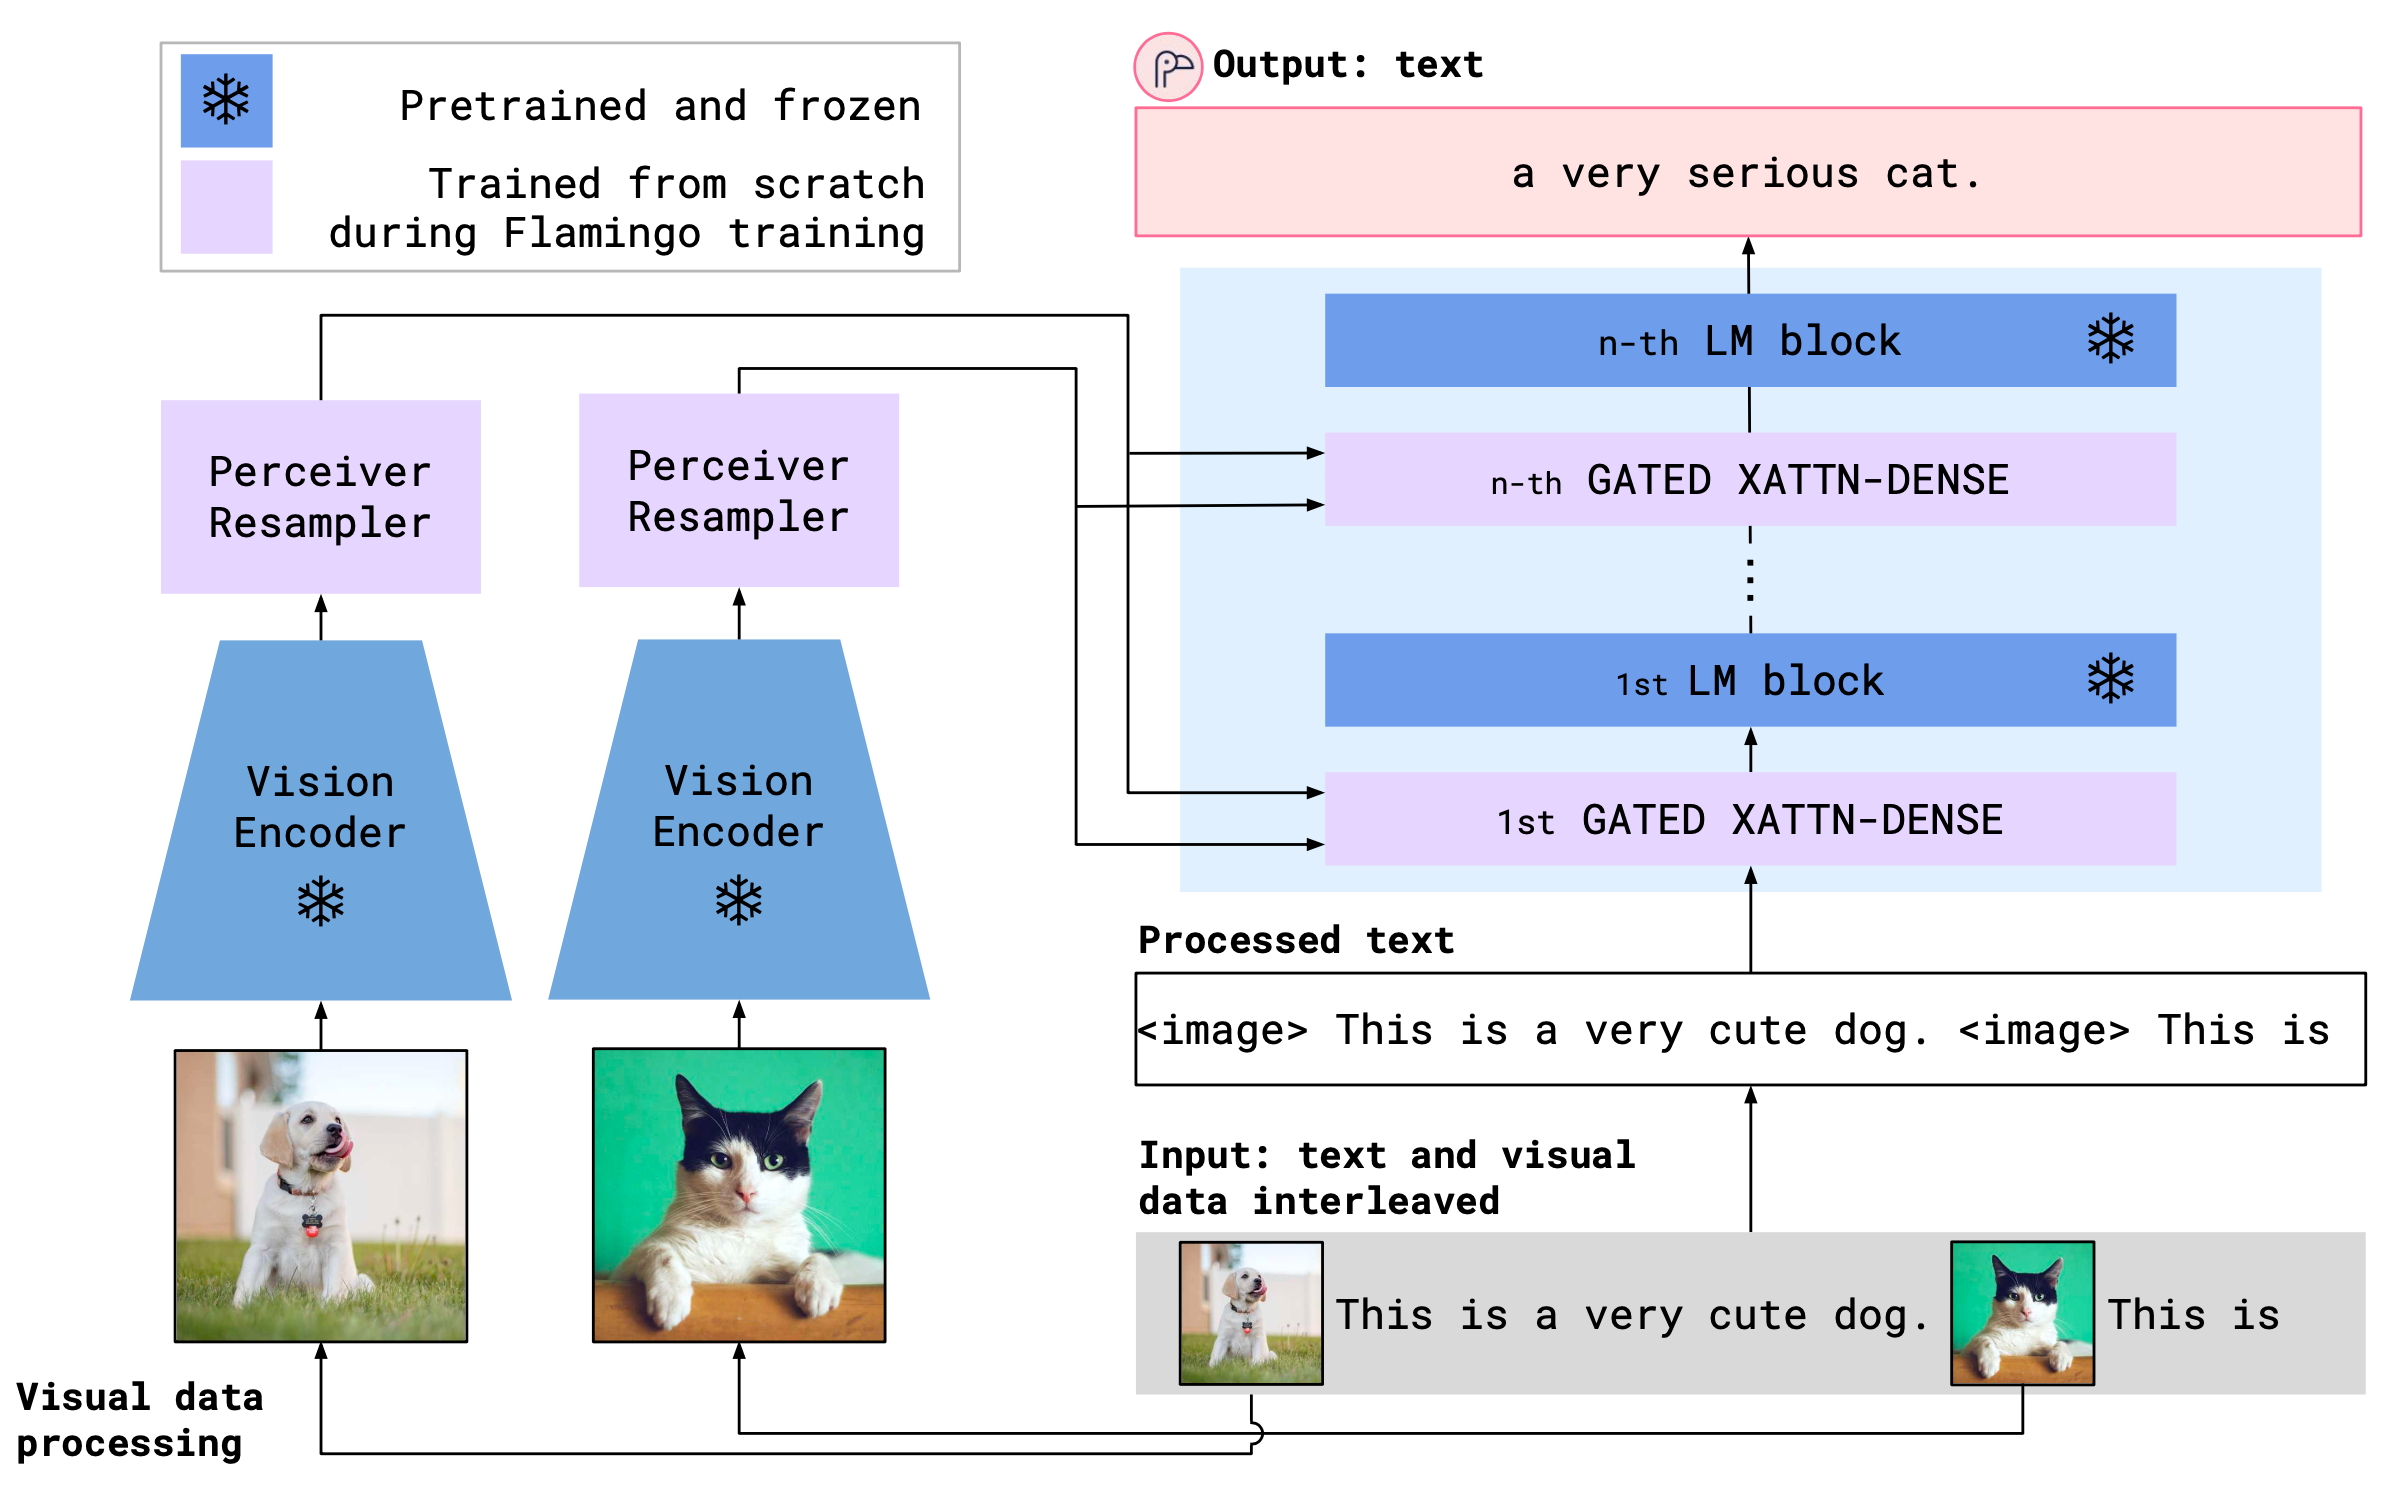 Pretrained and frozen
Trained from scratch
during Flamingo training
Output: text
a very serious cat.
n-th LM block
n-th GATED XATTN-DENSE
1st LM block
1st GATED XATTN-DENSE
Perceiver
Resampler
Perceiver
Resampler
Vision
Encoder
Vision
Encoder
Processed text
<image> This is a very cute dog. <image> This is
Input: text and visual
data interleaved
This is a very cute dog.
This is
Visual data
processing